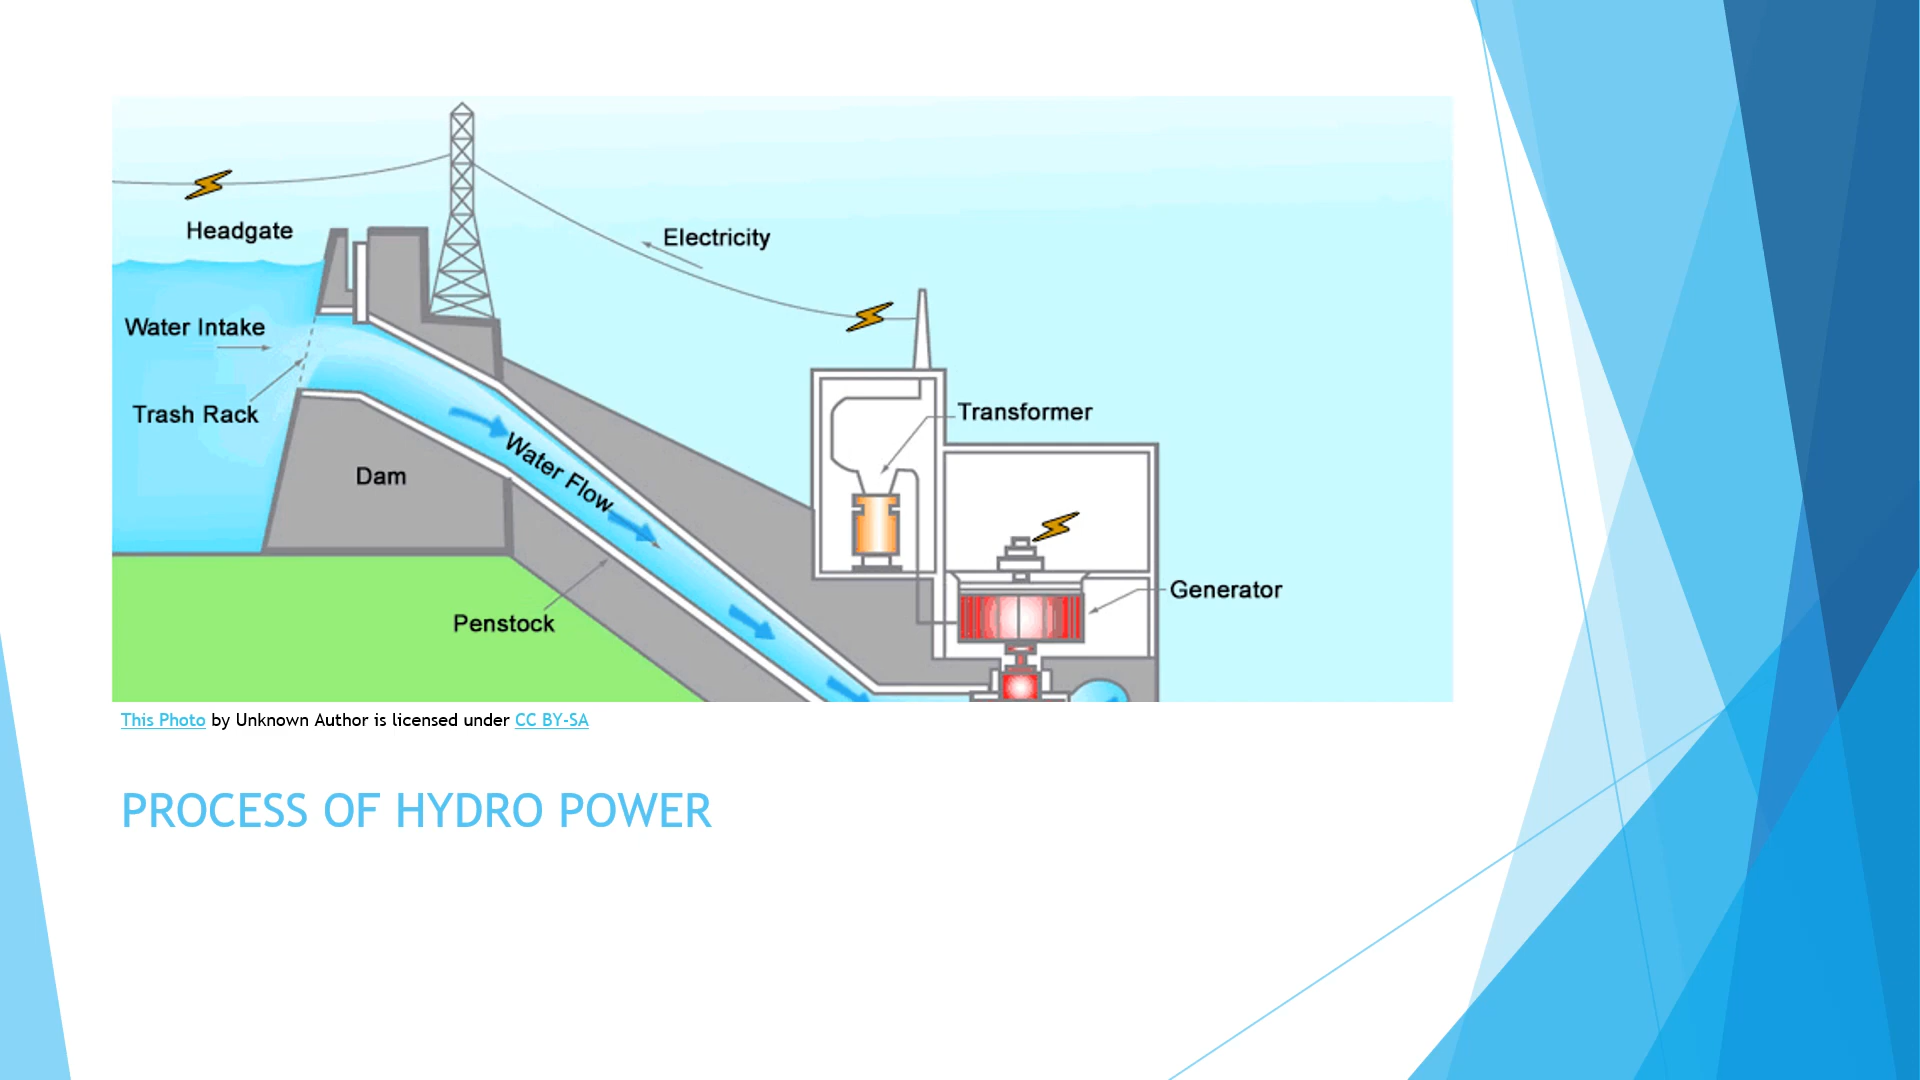 Headgate
Electricity
Water Intake
Trash Rack
Transformer
Dam
Water Flow
Generator
Penstock
This Photo by Unknown Author is licensed under CC BY-SA
PROCESS OF HYDRO POWER